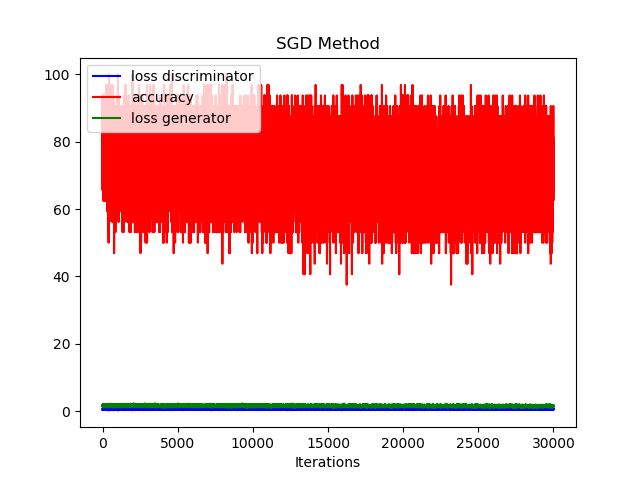 SGD Method
loss discriminator
accuracy
loss generator
100
80
60
40
20
0
0 5000 10000 15000 20000 25000 30000
Iterations